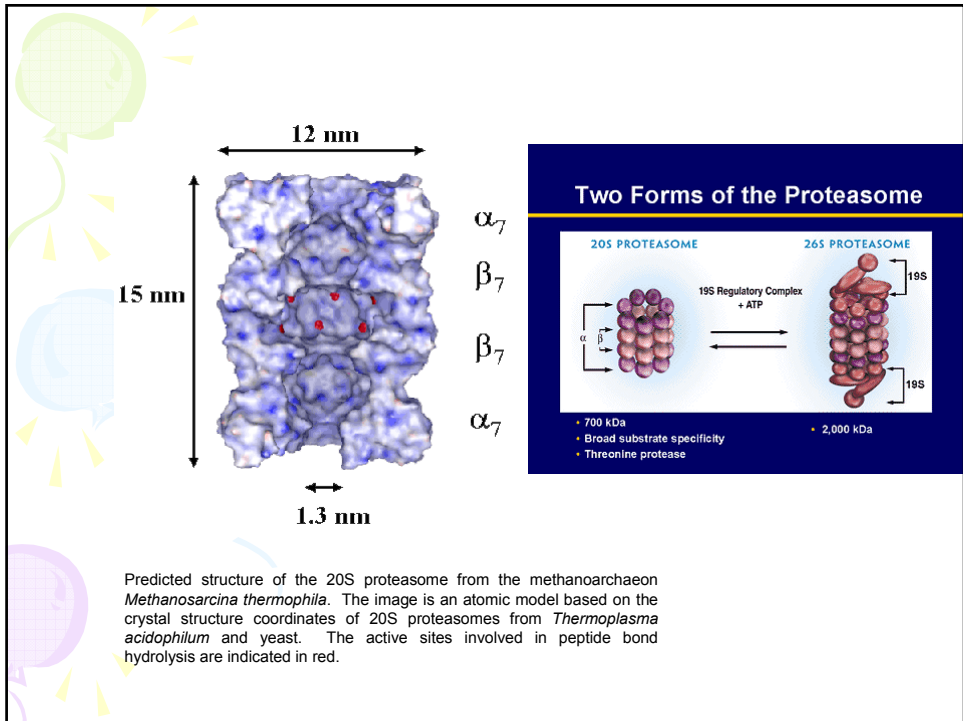 12 nm
15 nm
α7
β7
β7
α7
1.3 nm
Two Forms of the Proteasome
20S PROTEASOME
26S PROTEASOME
19S Regulatory Complex
+ ATP
α
β
19S
19S
• 700 kDa
• Broad substrate specificity
• Threonine protease
• 2,000 kDa
Predicted structure of the 20S proteasome from the methanoarchaeon
Methanosarcina thermophila. The image is an atomic model based on the
crystal structure coordinates of 20S proteasomes from Thermoplasma
acidophilum and yeast. The active sites involved in peptide bond
hydrolysis are indicated in red.